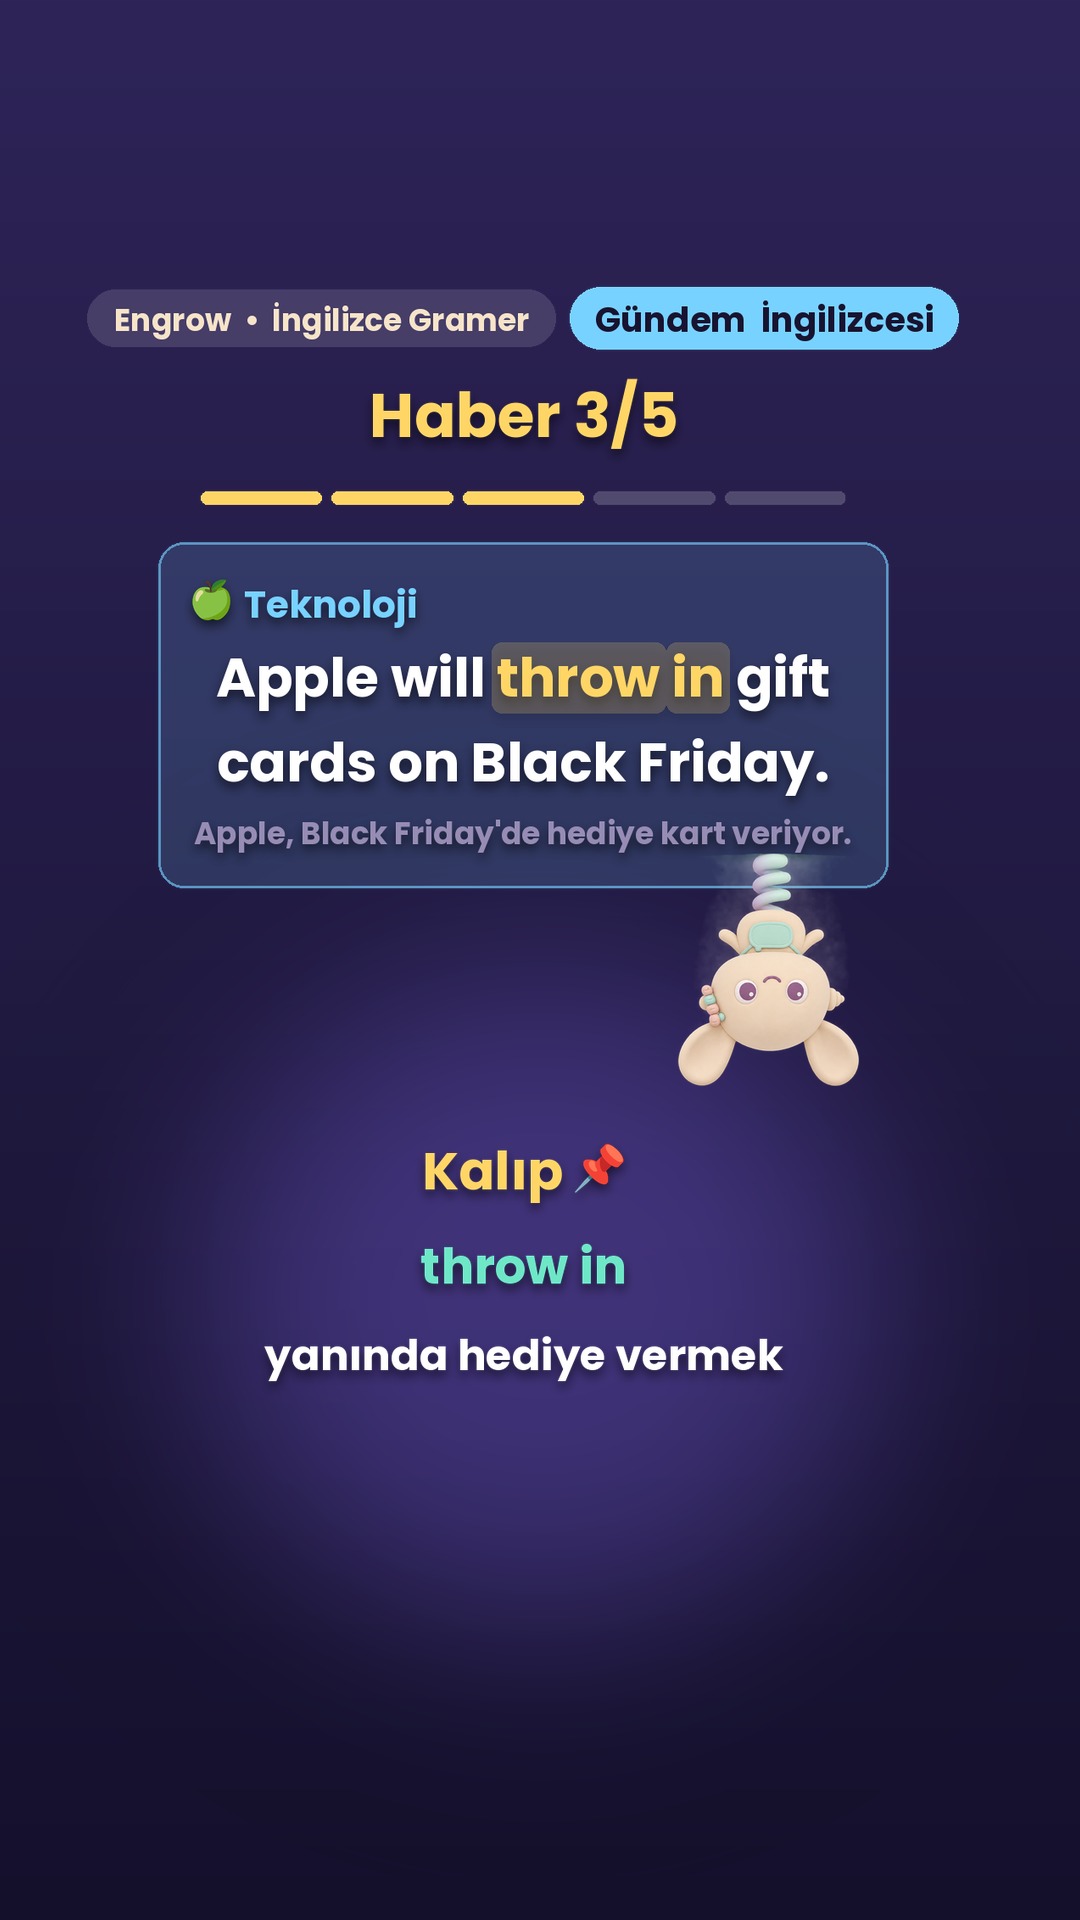 Engrow • İngilizce Gramer
Gündem İngilizcesi
Haber 3/5
Teknoloji
Apple will throw in gift
cards on Black Friday.
Apple, Black Friday'de hediye kart veriyor.
Kalıp
throw in
yanında hediye vermek